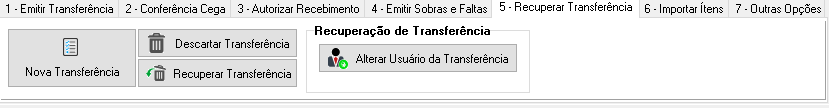 1 - Emitir Transferência 2 - Conferência Cega 3 - Autorizar Recebimento 4 - Emitir Sobras e Faltas 5 - Recuperar Transferência 6 - Importar Ítens 7 - Outras Opções
Nova Transferência
Descartar Transferência
Recuperar Transferência
Recuperação de Transferência
Alterar Usuário da Transferência